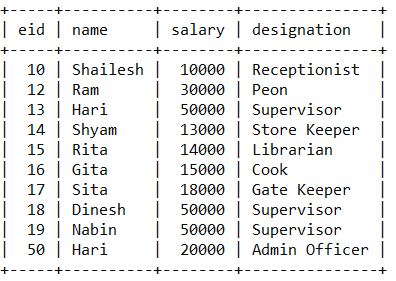 +-----+----------+--------+---------------+
| eid | name     | salary | designation   |
+-----+----------+--------+---------------+
|  10 | Shailesh |  10000 | Receptionist  |
|  12 | Ram      |  30000 | Peon          |
|  13 | Hari     |  50000 | Supervisor    |
|  14 | Shyam    |  13000 | Store Keeper  |
|  15 | Rita     |  14000 | Librarian     |
|  16 | Gita     |  15000 | Cook          |
|  17 | Sita     |  18000 | Gate Keeper   |
|  18 | Dinesh   |  50000 | Supervisor    |
|  19 | Nabin    |  50000 | Supervisor    |
|  50 | Hari     |  20000 | Admin Officer |
+-----+----------+--------+---------------+